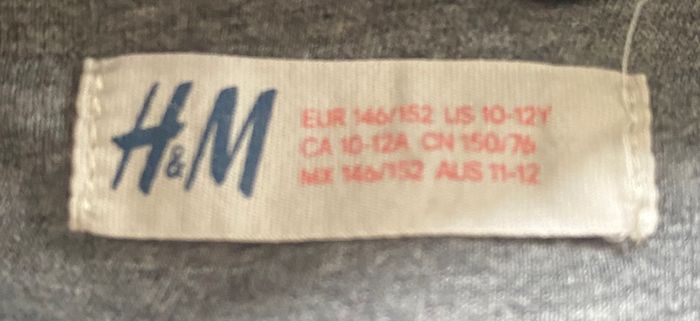 H&M
EUR 146/152 US 10-12Y
CA 10-12A CN 150/76
MX 146/152 AUS 11-12